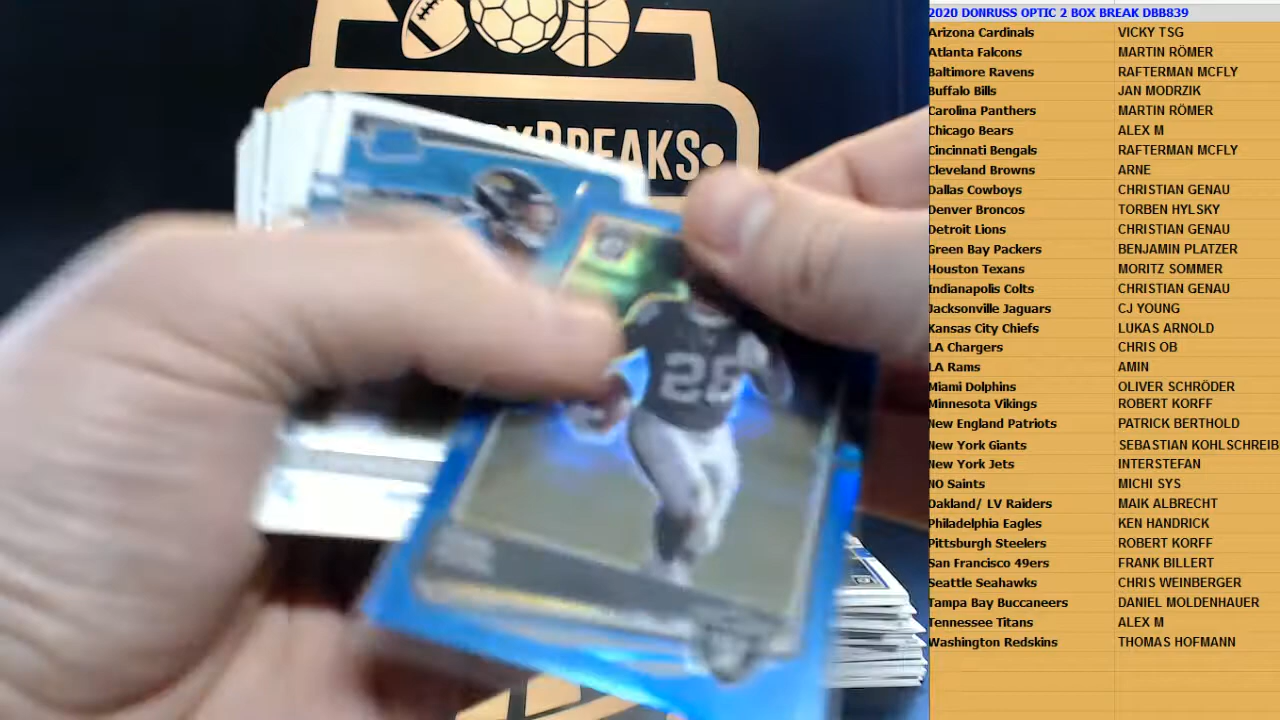 BREAKS
28
2020 DONRUSS OPTIC 2 BOX BREAK DBB839
Arizona Cardinals VICKY TSG
Atlanta Falcons MARTIN RÖMER
Baltimore Ravens RAFTERMAN MCFLY
Buffalo Bills JAN MODRZIK
Carolina Panthers MARTIN RÖMER
Chicago Bears ALEX M
Cincinnati Bengals RAFTERMAN MCFLY
Cleveland Browns ARNE
Dallas Cowboys CHRISTIAN GENAU
Denver Broncos TORBEN HYLSKY
Detroit Lions CHRISTIAN GENAU
Green Bay Packers BENJAMIN PLATZER
Houston Texans MORITZ SOMMER
Indianapolis Colts CHRISTIAN GENAU
Jacksonville Jaguars CJ YOUNG
Kansas City Chiefs LUKAS ARNOLD
LA Chargers CHRIS OB
LA Rams AMIN
Miami Dolphins OLIVER SCHRÖDER
Minnesota Vikings ROBERT KORFF
New England Patriots PATRICK BERTHOLD
New York Giants SEBASTIAN KOHLSCHREIB
New York Jets INTERSTEFAN
NO Saints MICHI SYS
Oakland/ LV Raiders MAIK ALBRECHT
Philadelphia Eagles KEN HANDRICK
Pittsburgh Steelers ROBERT KORFF
San Francisco 49ers FRANK BILLERT
Seattle Seahawks CHRIS WEINBERGER
Tampa Bay Buccaneers DANIEL MOLDENHAUER
Tennessee Titans ALEX M
Washington Redskins THOMAS HOFMANN